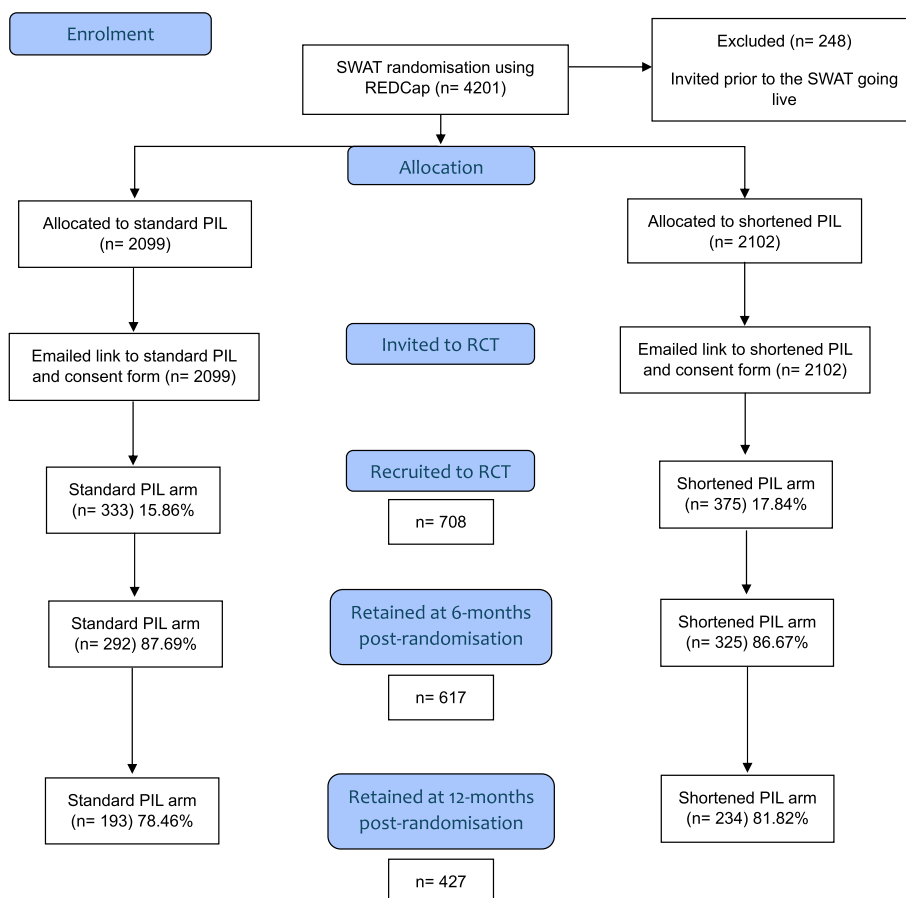 Enrolment
SWAT randomisation using
REDCap (n= 4201)
Excluded (n= 248)
Invited prior to the SWAT going
live
Allocation
Allocated to standard PIL
(n= 2099)
Allocated to shortened PIL
(n= 2102)
Emailed link to standard PIL
and consent form (n= 2099)
Invited to RCT
Emailed link to shortened PIL
and consent form (n= 2102)
Standard PIL arm
(n= 333) 15.86%
Recruited to RCT
n= 708
Shortened PIL arm
(n= 375) 17.84%
Standard PIL arm
(n= 292) 87.69%
Retained at 6-months
post-randomisation
n= 617
Shortened PIL arm
(n= 325) 86.67%
Standard PIL arm
(n= 193) 78.46%
Retained at 12-months
post-randomisation
n= 427
Shortened PIL arm
(n= 234) 81.82%